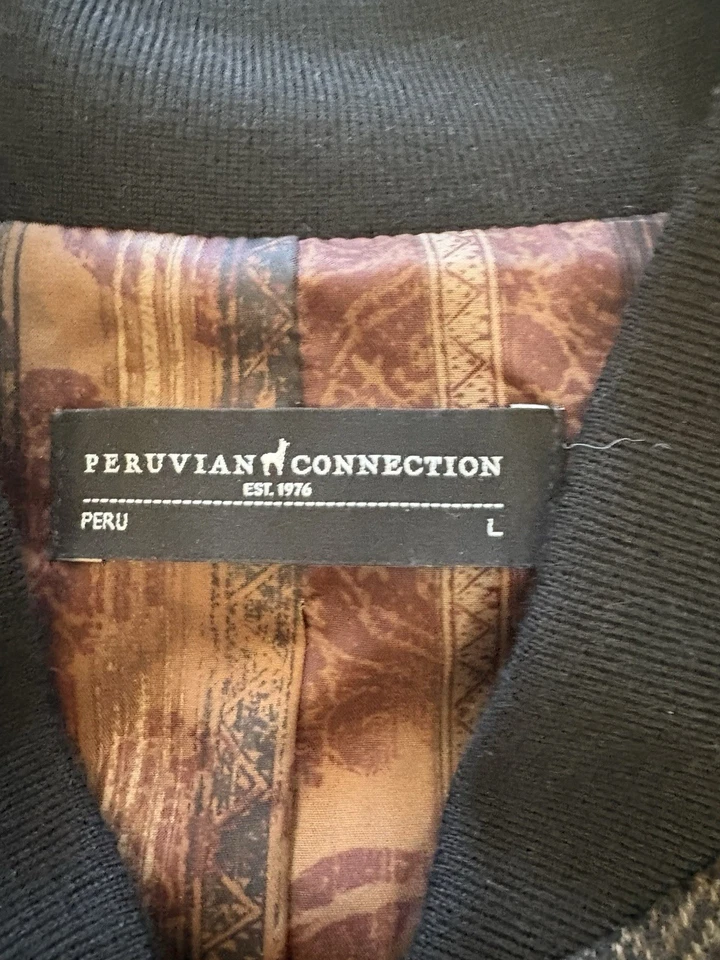 PERUVIAN CONNECTION
EST. 1976
PERU L